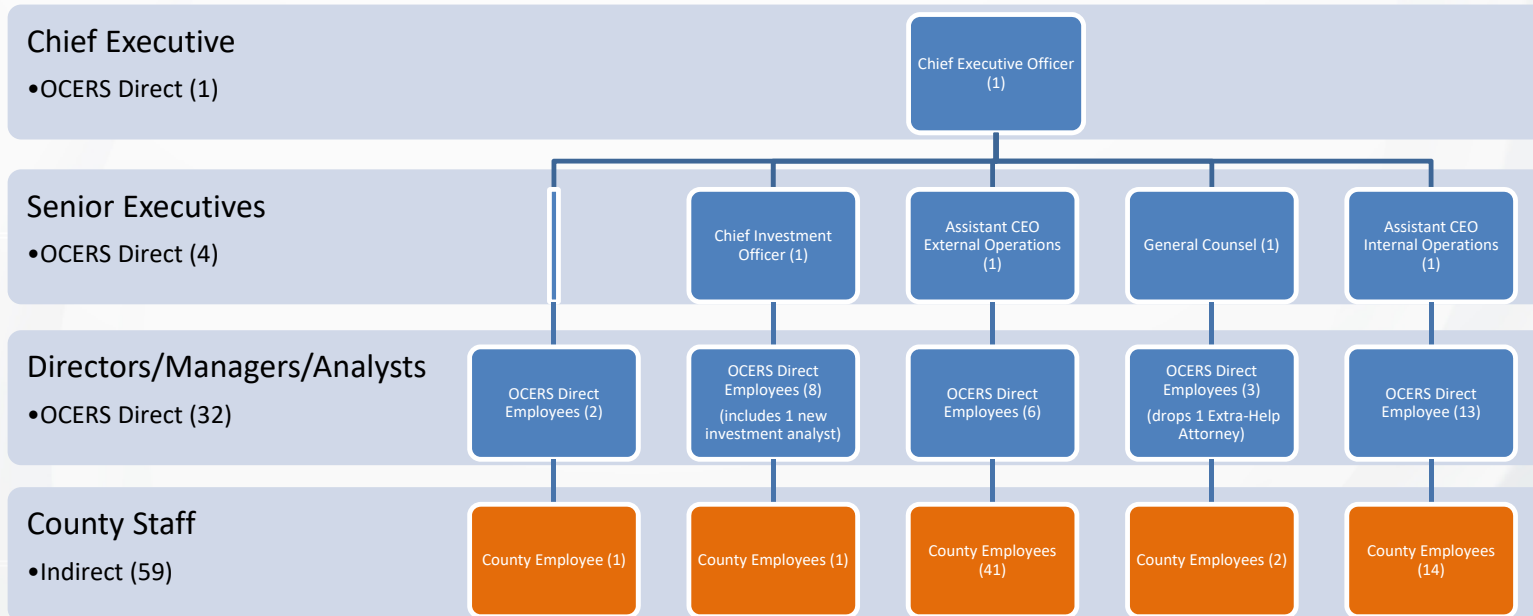 Chief Executive
•OCERS Direct (1)
Chief Executive Officer
(1)
Senior Executives
•OCERS Direct (4)
Chief Investment
Officer (1)
Assistant CEO
External Operations
(1)
General Counsel (1)
Assistant CEO
Internal Operations
(1)
Directors/Managers/Analysts
•OCERS Direct (32)
OCERS Direct
Employees (2)
OCERS Direct
Employees (8)
(includes 1 new
investment analyst)
OCERS Direct
Employees (6)
OCERS Direct
Employees (3)
(drops 1 Extra-Help
Attorney)
OCERS Direct
Employee (13)
County Staff
•Indirect (59)
County Employee (1)
County Employees (1)
County Employees
(41)
County Employees (2)
County Employees
(14)